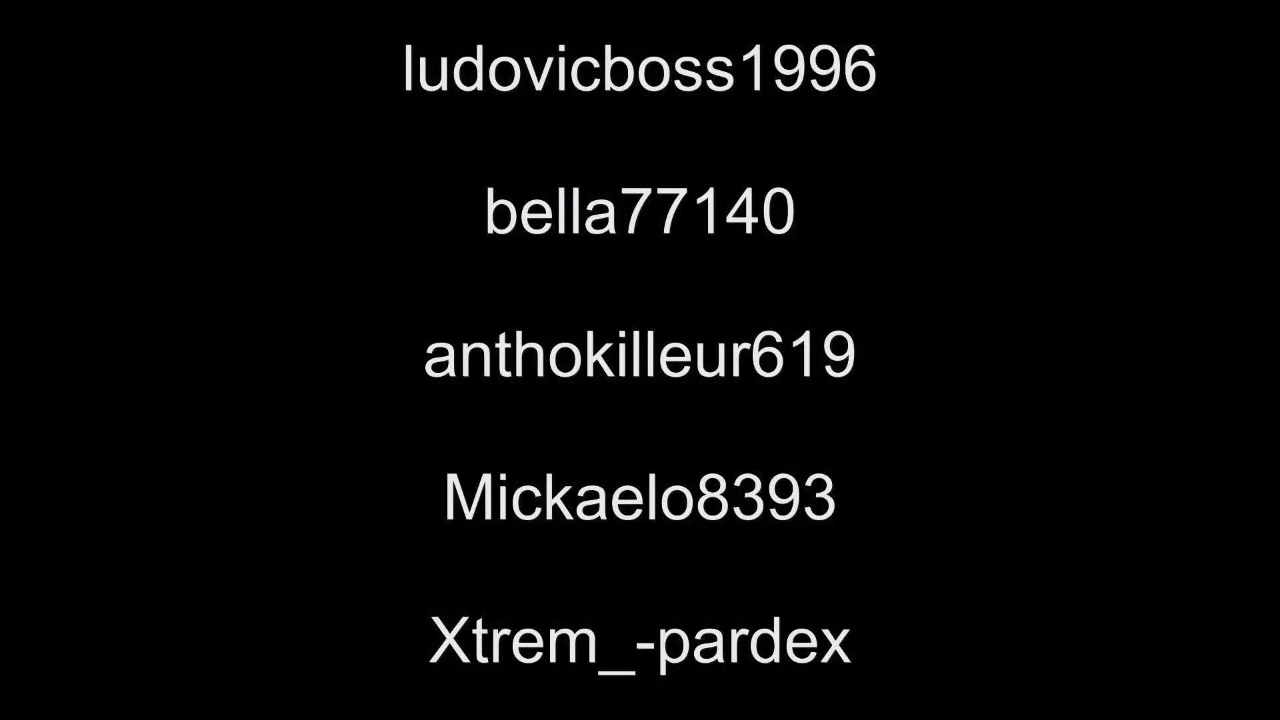 ludovicboss1996
bella77140
anthokilleur619
Mickaelo8393
Xtrem_-pardex